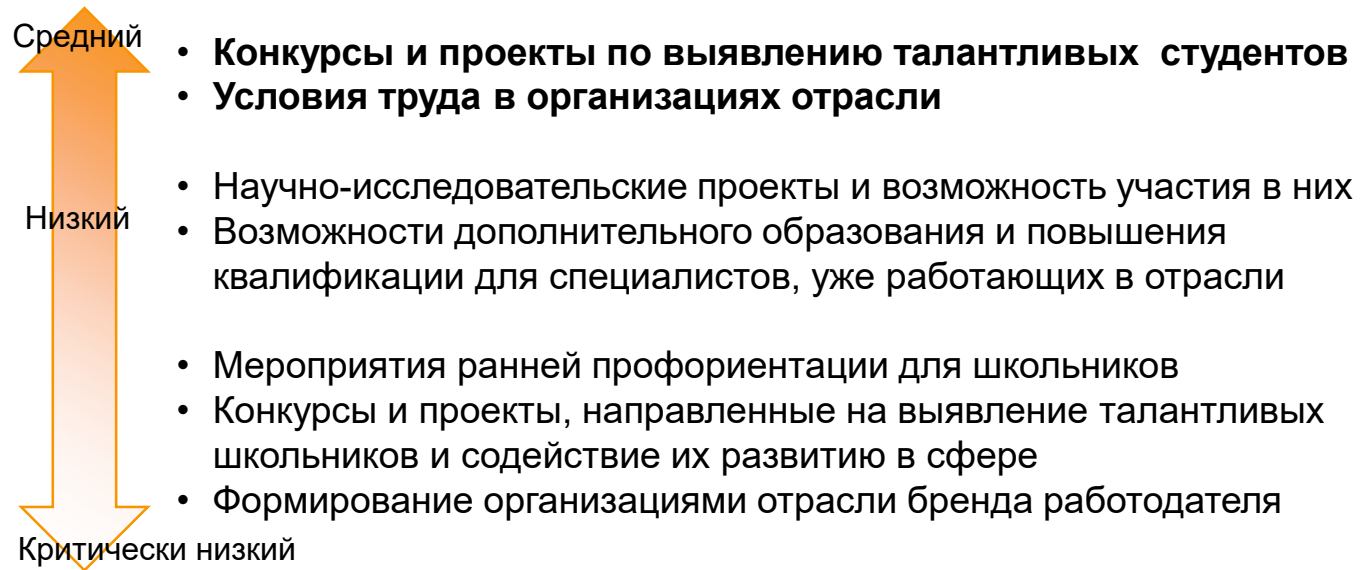 Средний
• Конкурсы и проекты по выявлению талантливых студентов
• Условия труда в организациях отрасли
• Научно-исследовательские проекты и возможность участия в них
Низкий
• Возможности дополнительного образования и повышения
квалификации для специалистов, уже работающих в отрасли
• Мероприятия ранней профориентации для школьников
• Конкурсы и проекты, направленные на выявление талантливых
школьников и содействие их развитию в сфере
• Формирование организациями отрасли бренда работодателя
Критически низкий